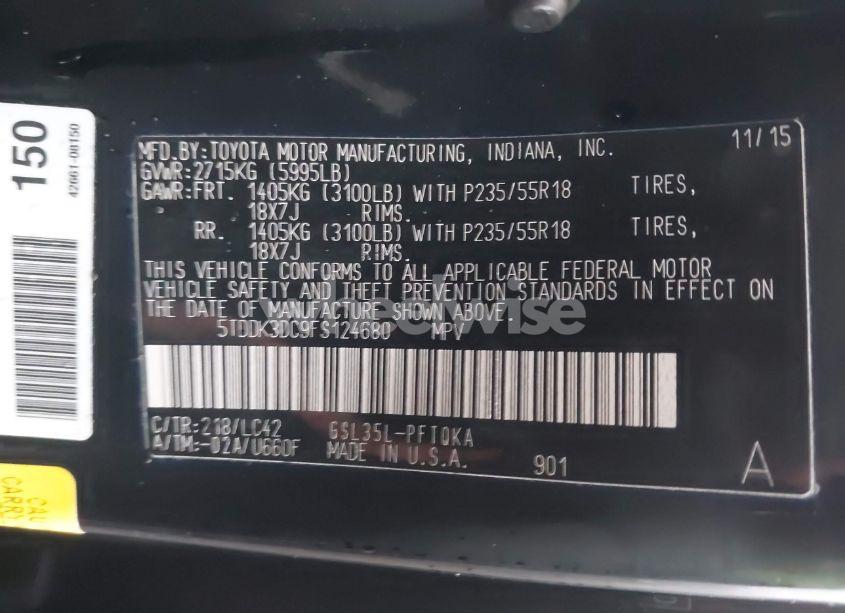 150
42661-08150
MFD.BY:TOYOTA MOTOR MANUFACTURING, INDIANA, INC. 11/15
GVWR:2715KG (5995LB)
GAWR:FRT. 1405KG (3100LB) WITH P235/55R18 TIRES,
18X7J RIMS.
RR. 1405KG (3100LB) WITH P235/55R18 TIRES,
18X7J RIMS.
THIS VEHICLE CONFORMS TO ALL APPLICABLE FEDERAL MOTOR
VEHICLE SAFETY AND THEFT PREVENTION STANDARDS IN EFFECT ON
THE DATE OF MANUFACTURE SHOWN ABOVE.
5TDDK3DC9FS124680 MPV
C/TR:218/LC42 GSL35L-PFTQKA
A/TM:-02A/U660F MADE IN U.S.A. 901 A
CAU
CARRY